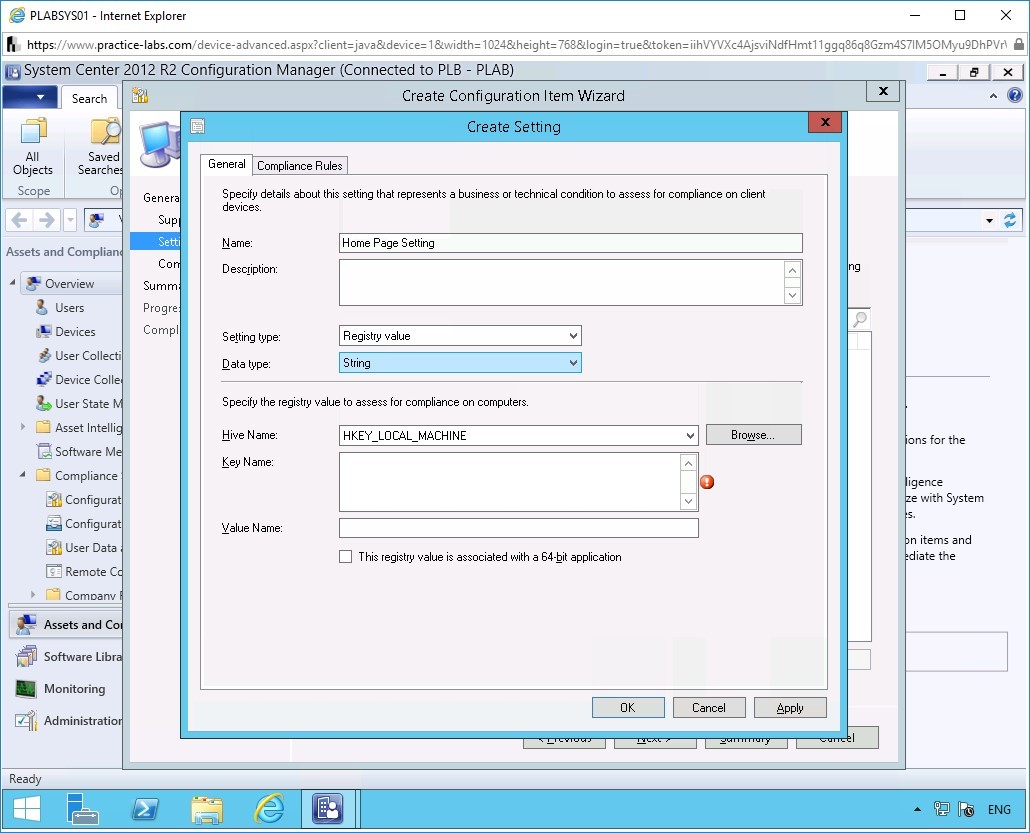 PLABSYS01 - Internet Explorer
https://www.practice-labs.com/device-advanced.aspx?client=java&device=1&width=1024&height=768&login=true&token=
System Center 2012 R2 Configuration Manager (Connected to PLB - PLAB)
Search
All
Objects
Saved
Searches
Scope
Create Configuration Item Wizard
Create Setting
General
Compliance Rules
Specify details about this setting that represents a business or technical condition to assess for compliance on client
devices.
Name:
Home Page Setting
Description:
Setting type:
Registry value
Data type:
String
Specify the registry value to assess for compliance on computers.
Hive Name:
HKEY_LOCAL_MACHINE
Browse...
Key Name:
Value Name:
This registry value is associated with a 64-bit application
OK
Cancel
Apply
Genera
Supp
Setti
Com
Summa
Progre
Compl
ng
Summary
Cancel
Assets and Complianc
Overview
Users
Devices
User Collecti
Device Colle
User State M
Asset Intellig
Software Me
Compliance
Configurat
Configurat
User Data a
Remote Co
Company R
Assets and Co
Software Libra
Monitoring
Administration
ions for the
lligence
ze with System
es.
on items and
ediate the
Ready
ENG